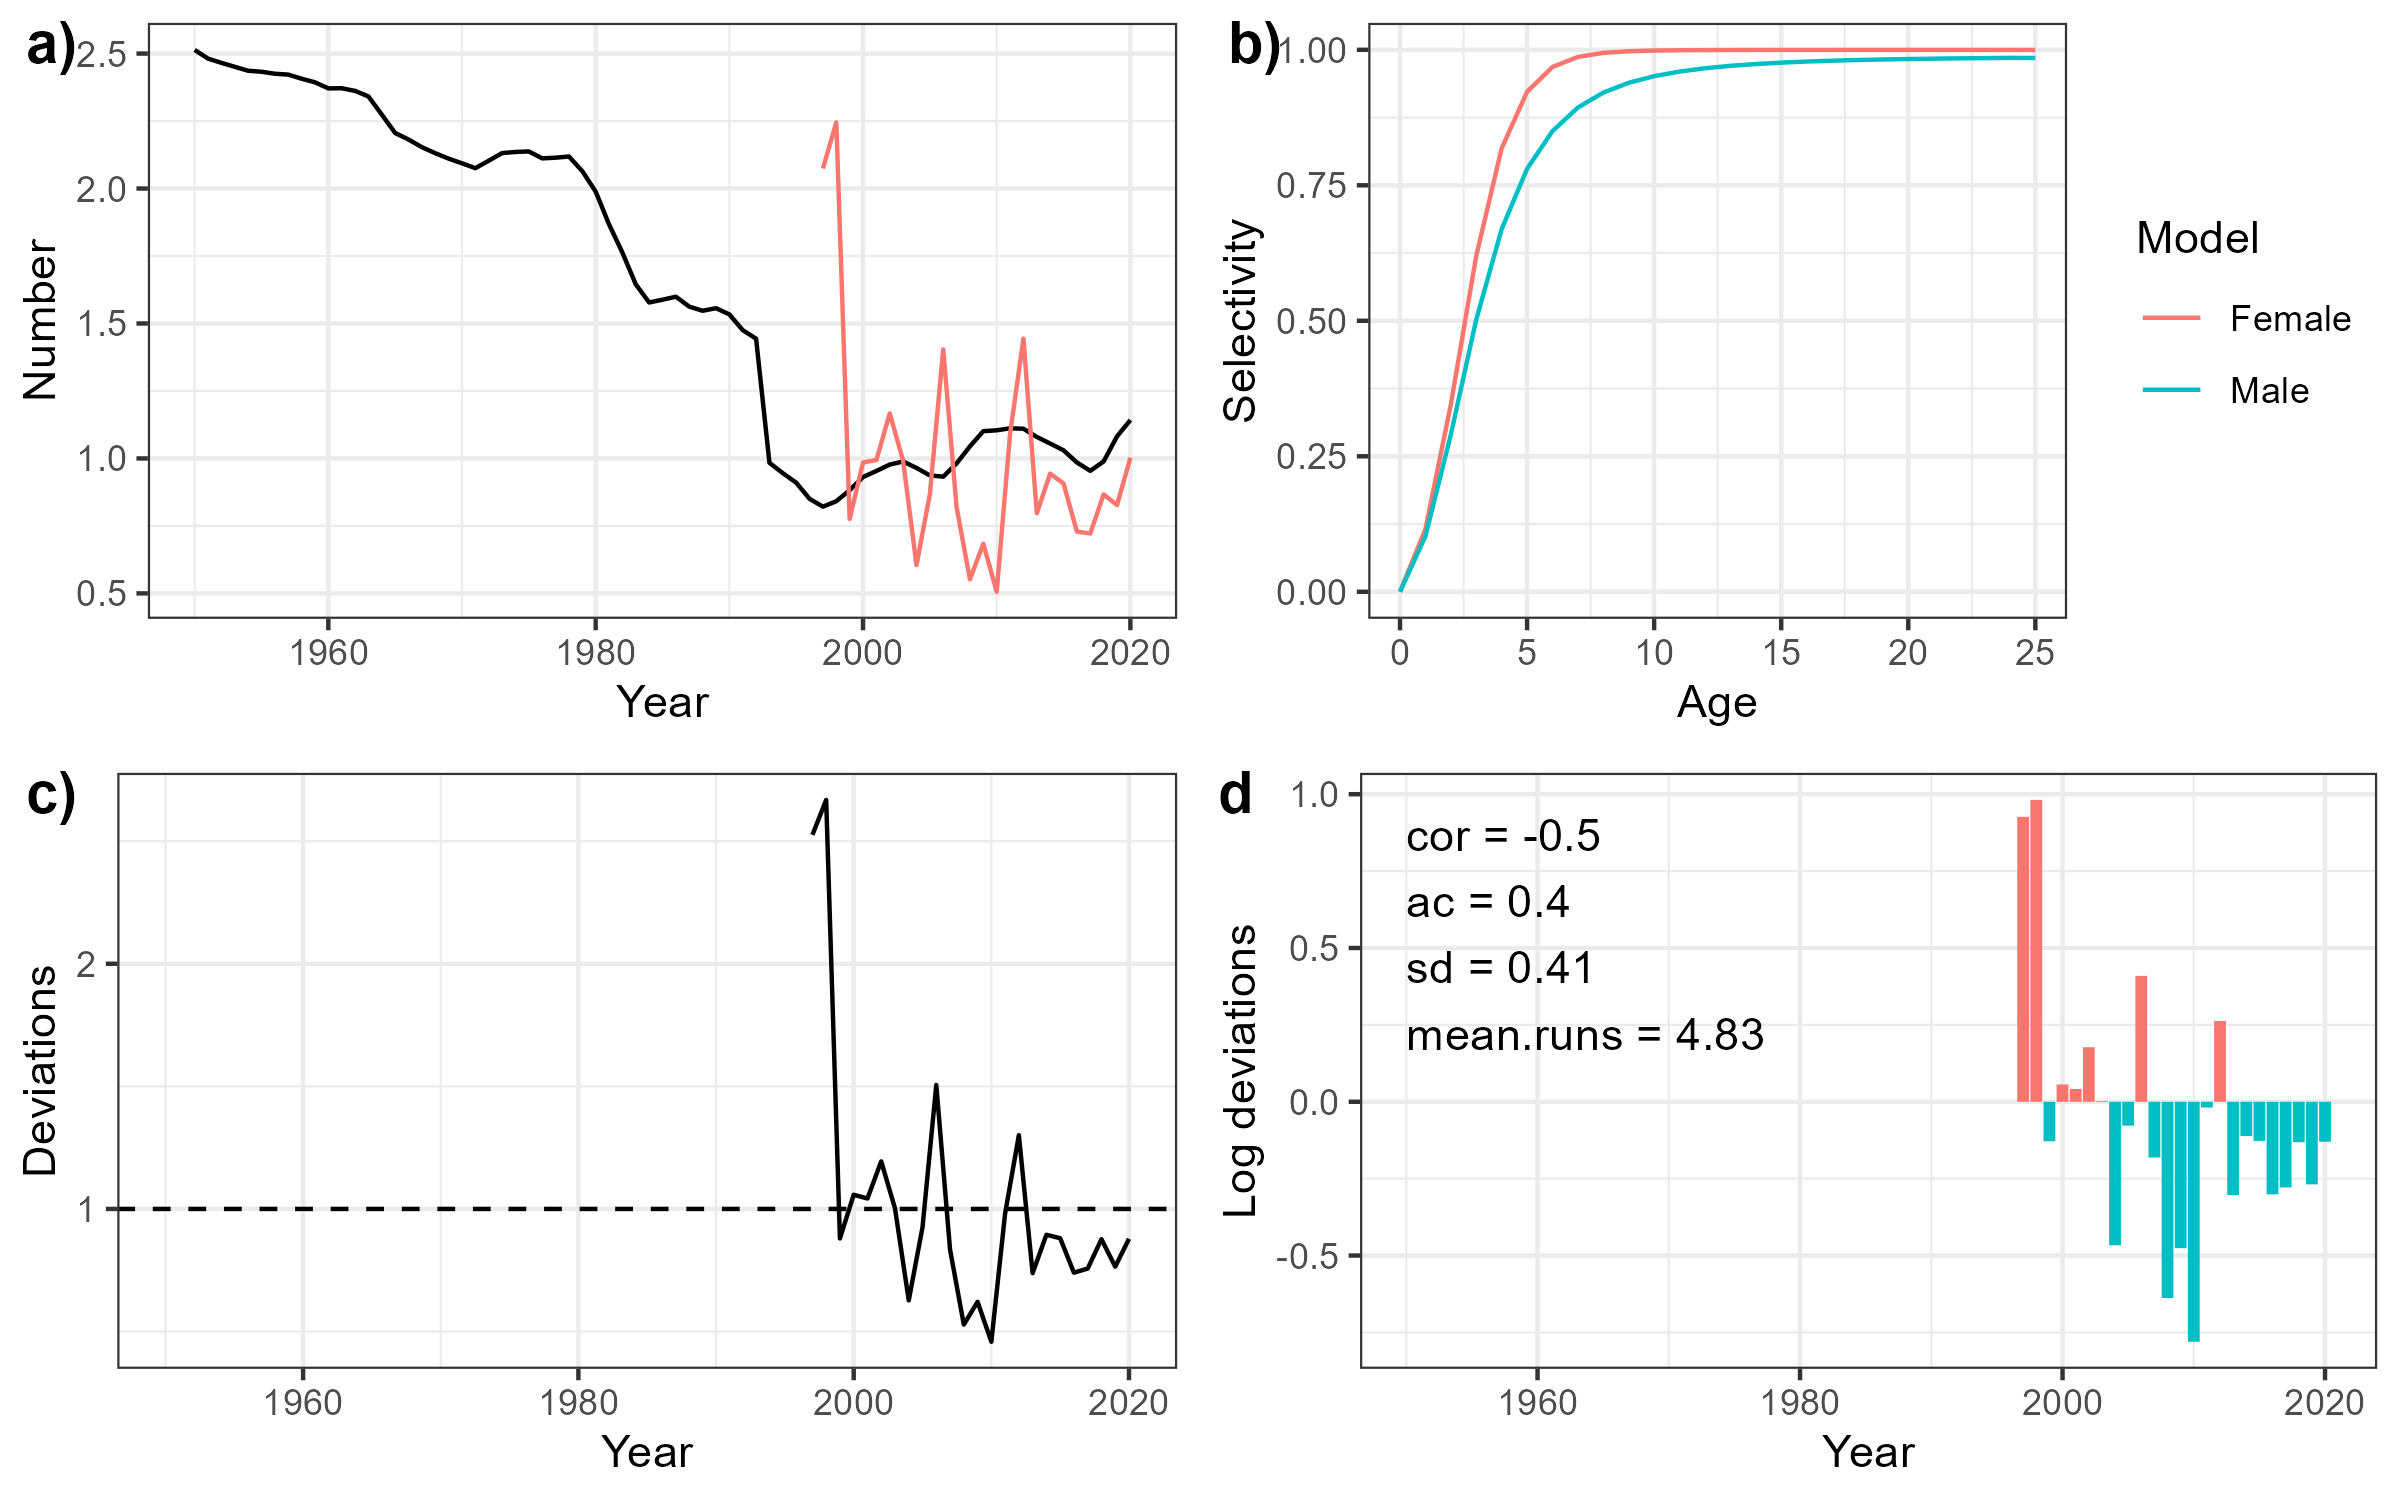 a)
2.5
2.0
1.5
1.0
0.5
Number
1960 1980 2000 2020
Year
b)
1.00
0.75
0.50
0.25
0.00
Selectivity
0 5 10 15 20 25
Age
Model
Female
Male
c)
2
1
Deviations
1960 1980 2000 2020
Year
d
1.0
0.5
0.0
-0.5
Log deviations
cor = -0.5
ac = 0.4
sd = 0.41
mean.runs = 4.83
1960 1980 2000 2020
Year